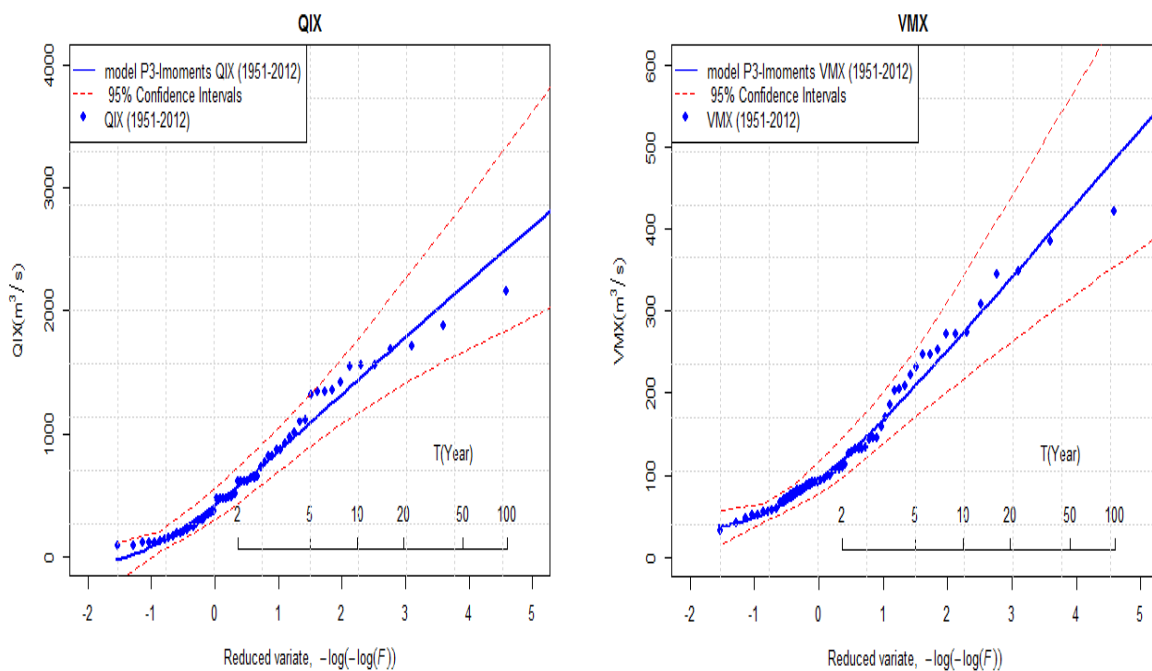 QIX
model P3-lmoments QIX (1951-2012)
95% Confidence Intervals
QIX (1951-2012)
QIX(m³/s)
0
1000
2000
3000
4000
T(Year)
2 5 10 20 50 100
-2 -1 0 1 2 3 4 5
Reduced variate, −log(−log(F))
VMX
model P3-lmoments VMX (1951-2012)
95% Confidence Intervals
VMX (1951-2012)
VMX(m³/s)
0
100
200
300
400
500
600
T(Year)
2 5 10 20 50 100
-2 -1 0 1 2 3 4 5
Reduced variate, −log(−log(F))